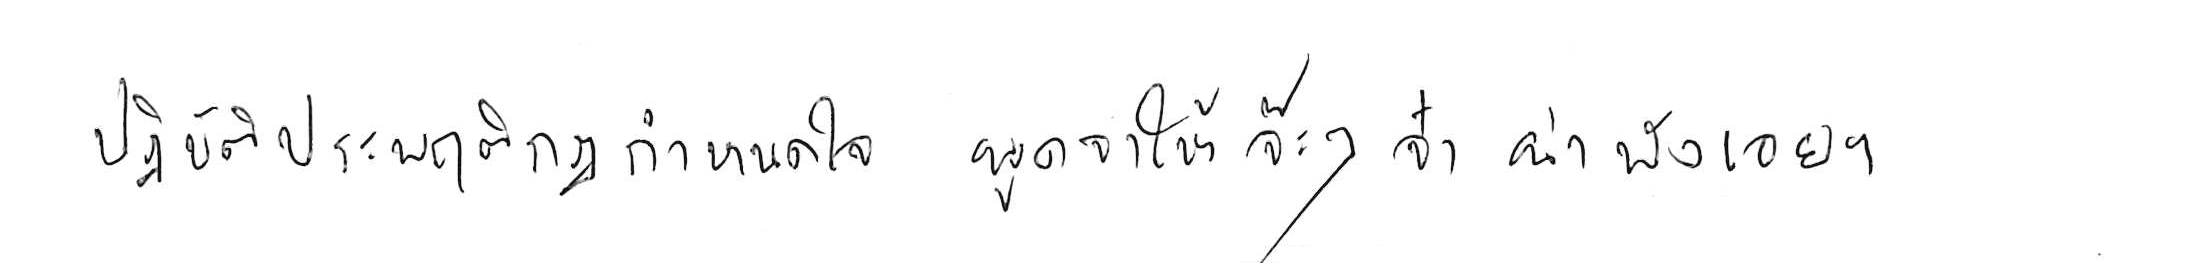 ปฏิบัติประพฤติกฎกำหนดใจ พูดจาให้จ๊ะๆ จ๋า น่าฟังเอยฯ